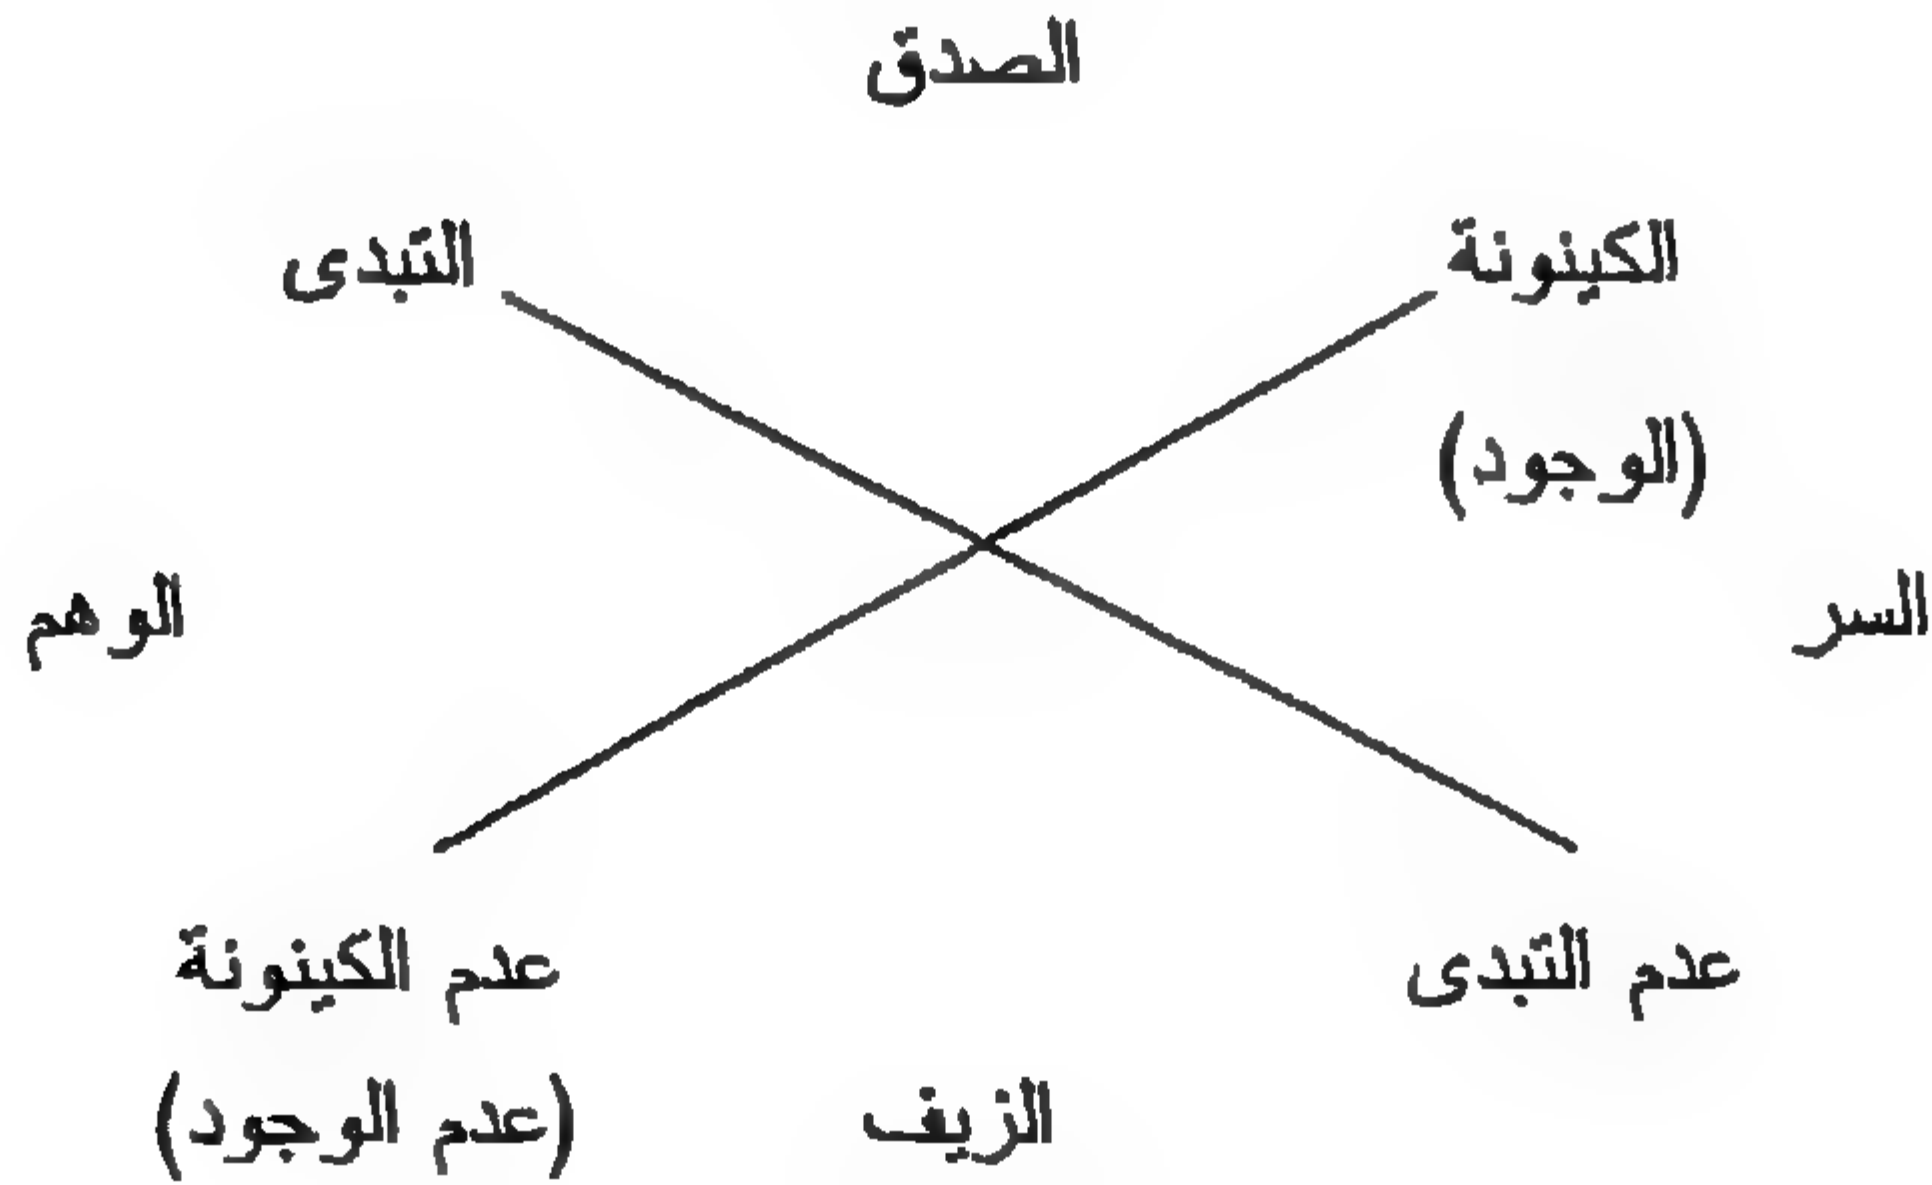 الصدق
الكينونة
التبدى
(الوجود)
السر
الوهم
عدم التبدى
عدم الكينونة
الزيف
(عدم الوجود)